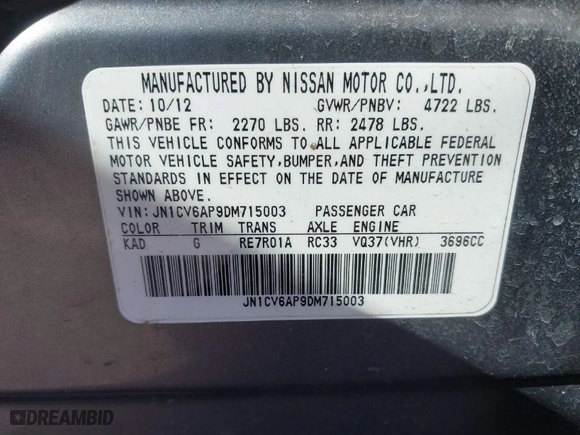 MANUFACTURED BY NISSAN MOTOR CO.,LTD.
DATE: 10/12 GVWR/PNBV: 4722 LBS.
GAWR/PNBE FR: 2270 LBS. RR: 2478 LBS.
THIS VEHICLE CONFORMS TO ALL APPLICABLE FEDERAL
MOTOR VEHICLE SAFETY,BUMPER,AND THEFT PREVENTION
STANDARDS IN EFFECT ON THE DATE OF MANUFACTURE
SHOWN ABOVE.
VIN: JN1CV6AP9DM715003 PASSENGER CAR
COLOR TRIM TRANS AXLE ENGINE
KAD G RE7R01A RC33 VQ37(VHR) 3696CC
JN1CV6AP9DM715003
DREAMBID